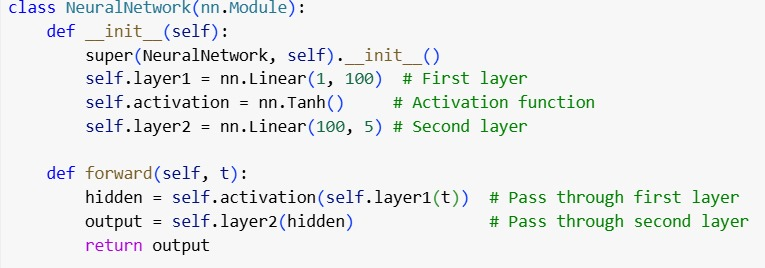 class NeuralNetwork(nn.Module):
    def __init__(self):
        super(NeuralNetwork, self).__init__()
        self.layer1 = nn.Linear(1, 100)  # First layer
        self.activation = nn.Tanh()     # Activation function
        self.layer2 = nn.Linear(100, 5) # Second layer

    def forward(self, t):
        hidden = self.activation(self.layer1(t))  # Pass through first layer
        output = self.layer2(hidden)              # Pass through second layer
        return output